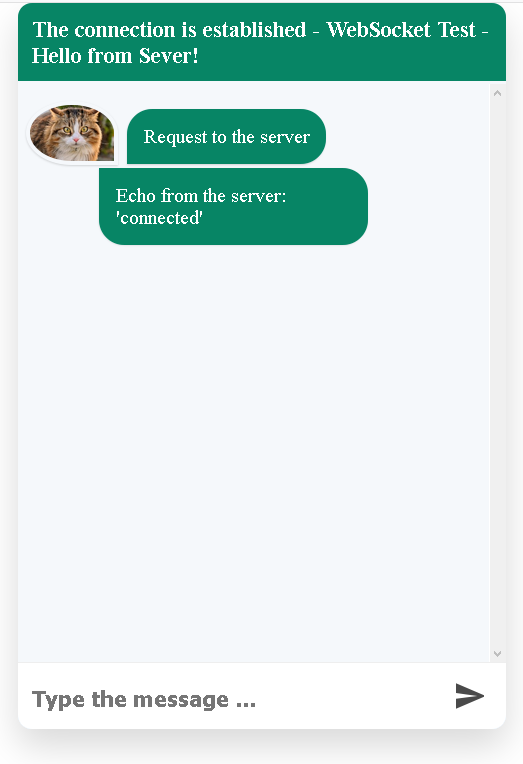 The connection is established - WebSocket Test -
Hello from Sever!
Request to the server
Echo from the server:
'connected'
Type the message ...